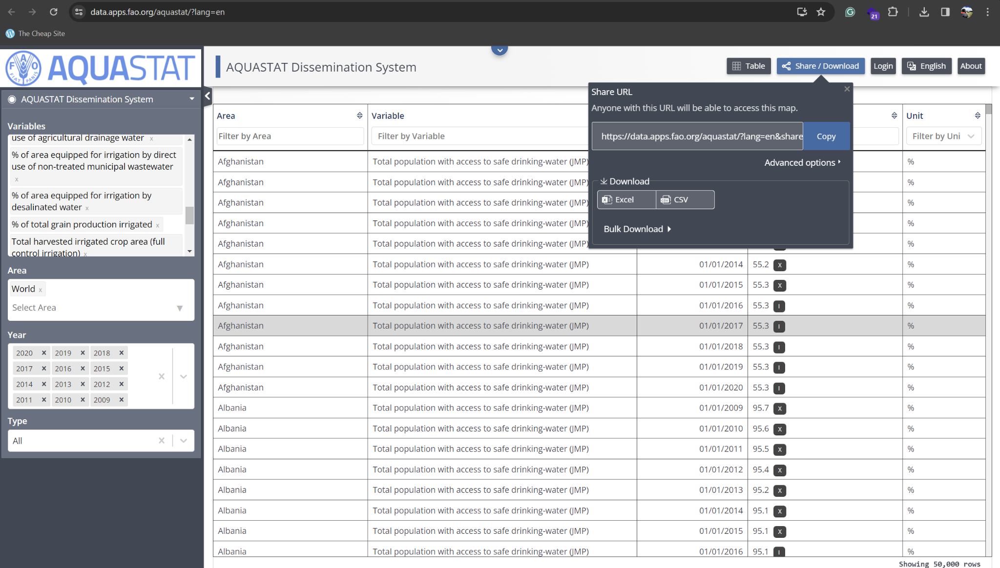 data.apps.fao.org/aquastat/?lang=en
21
The Cheap Site
FAO
FIAT PANIS
AQUASTAT
AQUASTAT Dissemination System
Table
Share / Download
Login
English
About
AQUASTAT Dissemination System
Variables
use of agricultural drainage water x
% of area equipped for irrigation by direct
use of non-treated municipal wastewater
x
% of area equipped for irrigation by
desalinated water x
% of total grain production irrigated x
Total harvested irrigated crop area (full
control irrigation) x
Area
World x
Select Area
Year
2020 × 2019 × 2018 ×
2017 × 2016 × 2015 ×
2014 × 2013 × 2012 ×
2011 × 2010 × 2009 ×
Type
All
Share URL
Anyone with this URL will be able to access this map.
https://data.apps.fao.org/aquastat/?lang=en&share
Copy
Advanced options
Download
Excel
CSV
Bulk Download
Area Variable Unit
Filter by Area Filter by Variable Filter by Uni
Afghanistan Total population with access to safe drinking-water (JMP) %
Afghanistan Total population with access to safe drinking-water (JMP) %
Afghanistan Total population with access to safe drinking-water (JMP) %
Afghanistan Total population with access to safe drinking-water (JMP) %
Afghanistan Total population with access to safe drinking-water (JMP) %
Afghanistan Total population with access to safe drinking-water (JMP) 01/01/2014 55.2 X %
Afghanistan Total population with access to safe drinking-water (JMP) 01/01/2015 55.3 X %
Afghanistan Total population with access to safe drinking-water (JMP) 01/01/2016 55.3 I %
Afghanistan Total population with access to safe drinking-water (JMP) 01/01/2017 55.3 I %
Afghanistan Total population with access to safe drinking-water (JMP) 01/01/2018 55.3 I %
Afghanistan Total population with access to safe drinking-water (JMP) 01/01/2019 55.3 I %
Afghanistan Total population with access to safe drinking-water (JMP) 01/01/2020 55.3 I %
Albania Total population with access to safe drinking-water (JMP) 01/01/2009 95.7 X %
Albania Total population with access to safe drinking-water (JMP) 01/01/2010 95.6 X %
Albania Total population with access to safe drinking-water (JMP) 01/01/2011 95.5 X %
Albania Total population with access to safe drinking-water (JMP) 01/01/2012 95.4 X %
Albania Total population with access to safe drinking-water (JMP) 01/01/2013 95.2 X %
Albania Total population with access to safe drinking-water (JMP) 01/01/2014 95.1 X %
Albania Total population with access to safe drinking-water (JMP) 01/01/2015 95.1 X %
Albania Total population with access to safe drinking-water (JMP) 01/01/2016 95.1 I %
Showing 50,000 rows